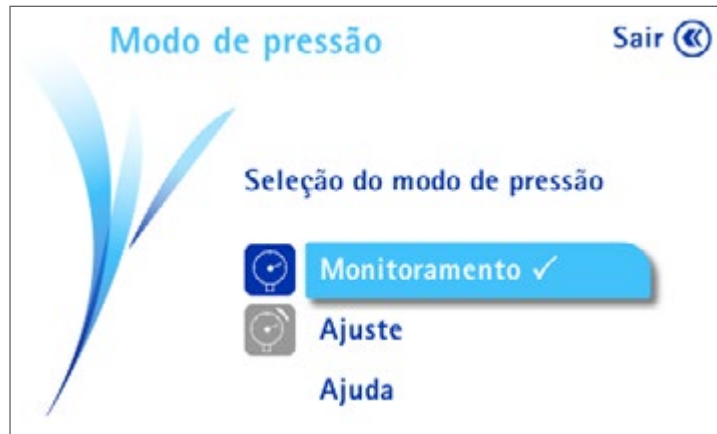 Modo de pressão
Sair
Seleção do modo de pressão
Monitoramento ✓
Ajuste
Ajuda